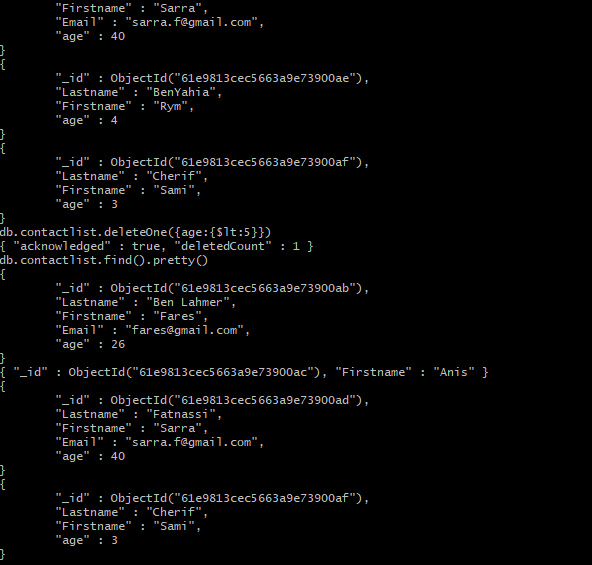 "Firstname" : "Sarra",
"Email" : "sarra.f@gmail.com",
"age" : 40
}
{
"_id" : ObjectId("61e9813cec5663a9e73900ae"),
"Lastname" : "BenYahia",
"Firstname" : "Rym",
"age" : 4
}
{
"_id" : ObjectId("61e9813cec5663a9e73900af"),
"Lastname" : "Cherif",
"Firstname" : "Sami",
"age" : 3
}
db.contactlist.deleteOne({age:{$lt:5}})
{ "acknowledged" : true, "deletedCount" : 1 }
db.contactlist.find().pretty()
{
"_id" : ObjectId("61e9813cec5663a9e73900ab"),
"Lastname" : "Ben Lahmer",
"Firstname" : "Fares",
"Email" : "fares@gmail.com",
"age" : 26
}
{ "_id" : ObjectId("61e9813cec5663a9e73900ac"), "Firstname" : "Anis" }
{
"_id" : ObjectId("61e9813cec5663a9e73900ad"),
"Lastname" : "Fatnassi",
"Firstname" : "Sarra",
"Email" : "sarra.f@gmail.com",
"age" : 40
}
{
"_id" : ObjectId("61e9813cec5663a9e73900af"),
"Lastname" : "Cherif",
"Firstname" : "Sami",
"age" : 3
}